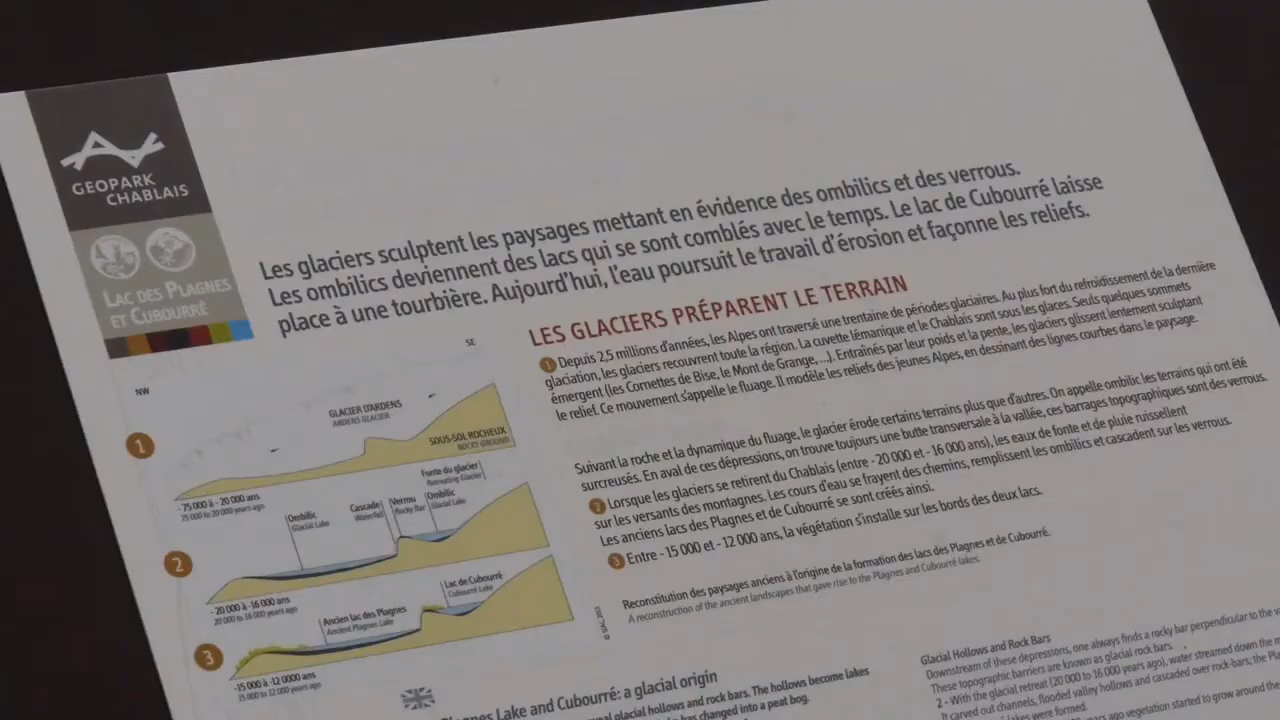 GEOPARK
CHABLAIS
LAC DES PLAGNES
ET CUBOURRÉ
Les glaciers sculptent les paysages mettant en évidence des ombilics et des verrous.
Les ombilics deviennent des lacs qui se sont comblés avec le temps. Le lac de Cubourré laisse
place à une tourbière. Aujourd'hui, l'eau poursuit le travail d'érosion et façonne les reliefs.
LES GLACIERS PRÉPARENT LE TERRAIN
1 Depuis 2,5 millions d'années, les Alpes ont traversé une trentaine de périodes glaciaires. Au plus fort du refroidissement de la dernière
glaciation, les glaciers recouvrent toute la région. La cuvette lémanique et le Chablais sont sous les glaces. Seuls quelques sommets
émergent (les Cornettes de Bise, le Mont de Grange,...). Entraînés par leur poids et la pente, les glaciers glissent lentement sculptant
le relief. Ce mouvement s'appelle le fluage. Il modèle les reliefs des jeunes Alpes, en dessinant des lignes courbes dans le paysage.
Suivant la roche et la dynamique du fluage, le glacier érode certains terrains plus que d'autres. On appelle ombilic les terrains qui ont été
surcreusés. En aval de ces dépressions, on trouve toujours une butte transversale à la vallée, ces barrages topographiques sont des verrous.
2 Lorsque les glaciers se retirent du Chablais (entre - 20 000 et - 16 000 ans), les eaux de fonte et de pluie ruissellent
sur les versants des montagnes. Les cours d'eau se frayent des chemins, remplissent les ombilics et cascadent sur les verrous.
Les anciens lacs des Plagnes et de Cubourré se sont créés ainsi.
3 Entre - 15 000 et - 12 000 ans, la végétation s'installe sur les bords des deux lacs.
Reconstitution des paysages anciens à l'origine de la formation des lacs des Plagnes et de Cubourré.
A reconstruction of the ancient landscapes that gave rise to the Plagnes and Cubourré lakes.
NW
SE
1
GLACIER D'ARDENS
ARDENS GLACIER
SOUS-SOL ROCHEUX
ROCKY GROUND
- 75 000 à - 20 000 ans
75 000 to 20 000 years ago
Fonte du glacier
Retreating Glacier
Ombilic
Glacial Lake
Cascade
Waterfall
Verrou
Rocky Bar
Ombilic
Glacial Lake
2
- 20 000 à -16 000 ans
20 000 to 16 000 years ago
Ancien lac des Plagnes
Ancient Plagnes Lake
Lac de Cubourré
Cubourré Lake
3
-15 000 à -12 0000 ans
15 000 to 12 000 years ago
Plagnes Lake and Cubourré: a glacial origin
glacial hollows and rock bars. The hollows become lakes
has changed into a peat bog.
Glacial Hollows and Rock Bars
Downstream of these depressions, one always finds a rocky bar perpendicular to the
These topographic barriers are known as glacial rock bars.
2 - With the glacial retreat (20 000 to 16 000 years ago), water streamed down the
It carved out channels, flooded valley hollows and cascaded over rock-bars; the
lakes were formed.
years ago vegetation started to grow around the